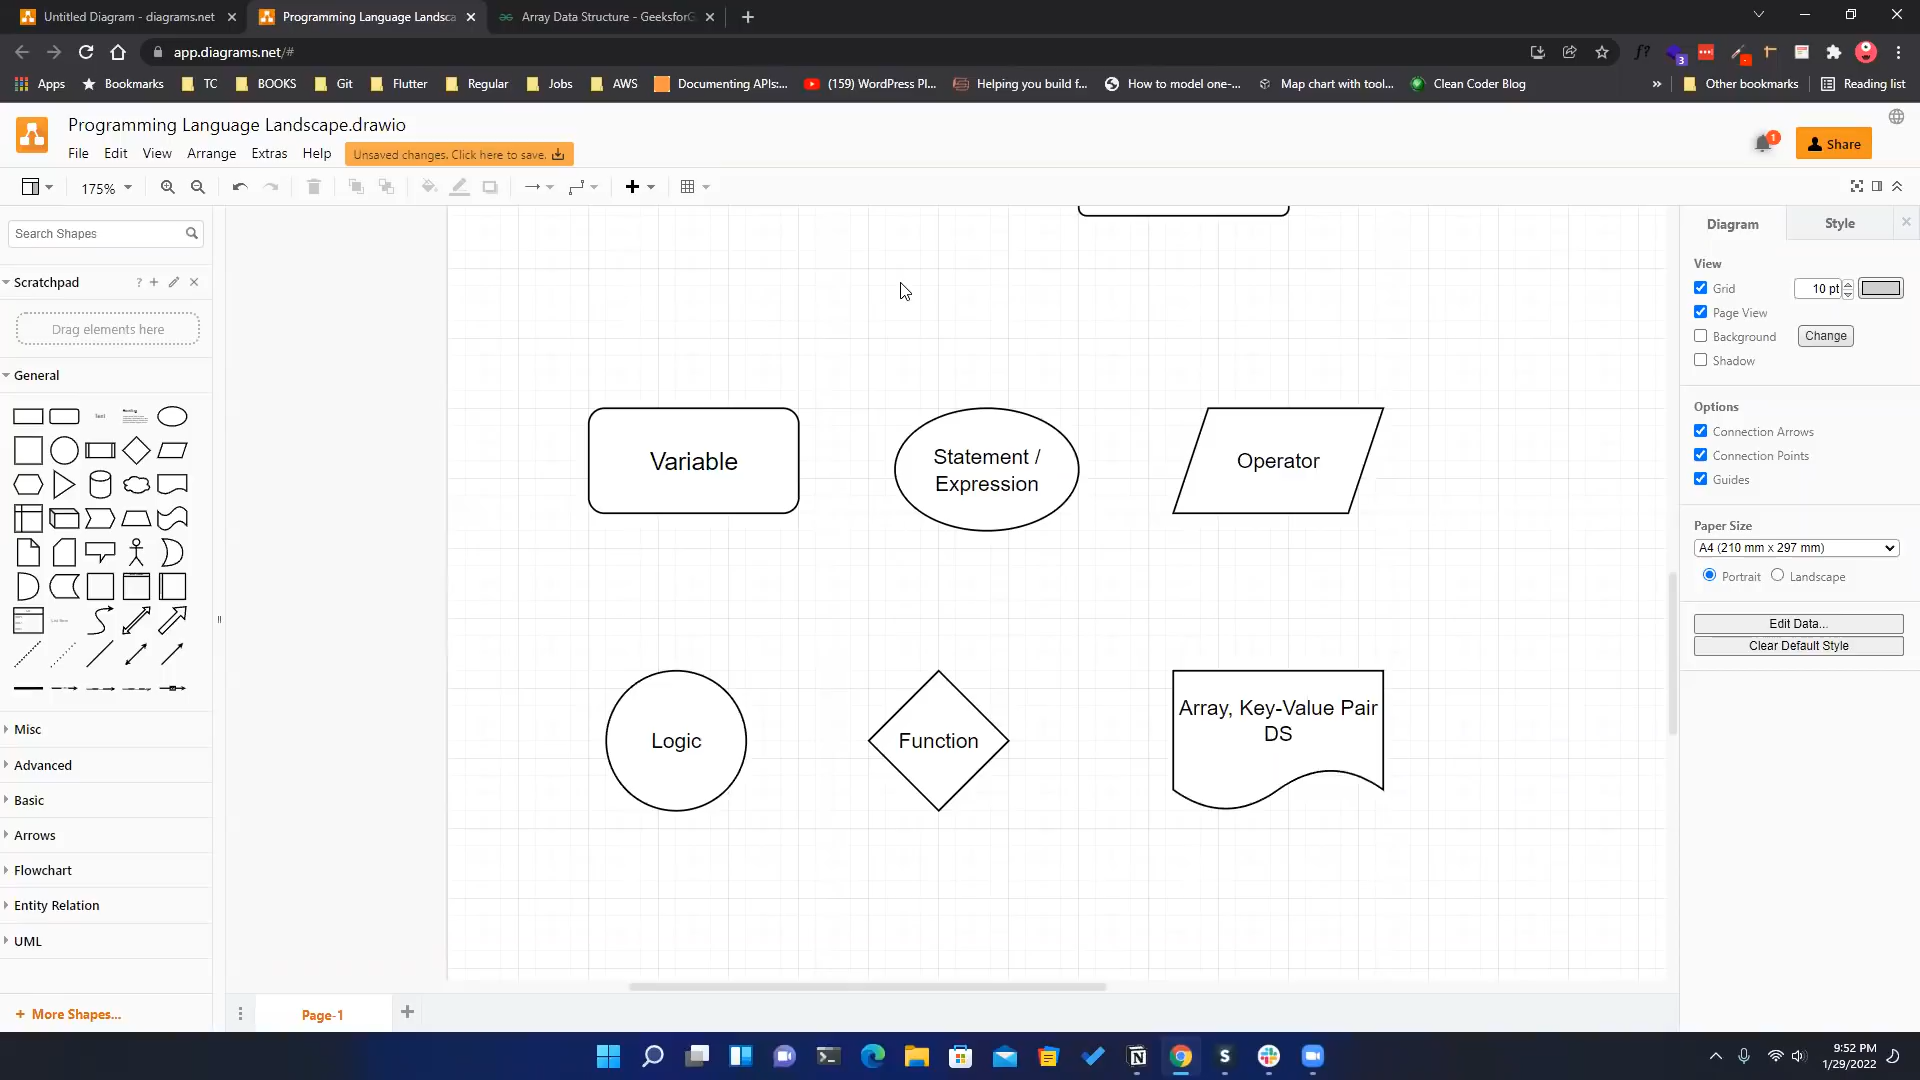 Untitled Diagram - diagrams.net
Programming Language Landsca
Array Data Structure - GeeksforG
app.diagrams.net/#
3
Apps
Bookmarks
TC
BOOKS
Git
Flutter
Regular
Jobs
AWS
Documenting APIs:...
(159) WordPress Pl...
Helping you build f...
How to model one-...
Map chart with tool...
Clean Coder Blog
»
Other bookmarks
Reading list
Programming Language Landscape.drawio
File
Edit
View
Arrange
Extras
Help
Unsaved changes. Click here to save.
1
Share
175%
Search Shapes
Scratchpad
?
Drag elements here
General
Text
Heading
Misc
Advanced
Basic
Arrows
Flowchart
Entity Relation
UML
+ More Shapes...
Variable
Statement /
Expression
Operator
Logic
Function
Array, Key-Value Pair
DS
Page-1
Diagram
Style
View
Grid
10 pt
Page View
Background
Change
Shadow
Options
Connection Arrows
Connection Points
Guides
Paper Size
A4 (210 mm x 297 mm)
Portrait
Landscape
Edit Data...
Clear Default Style
9:52 PM
1/29/2022